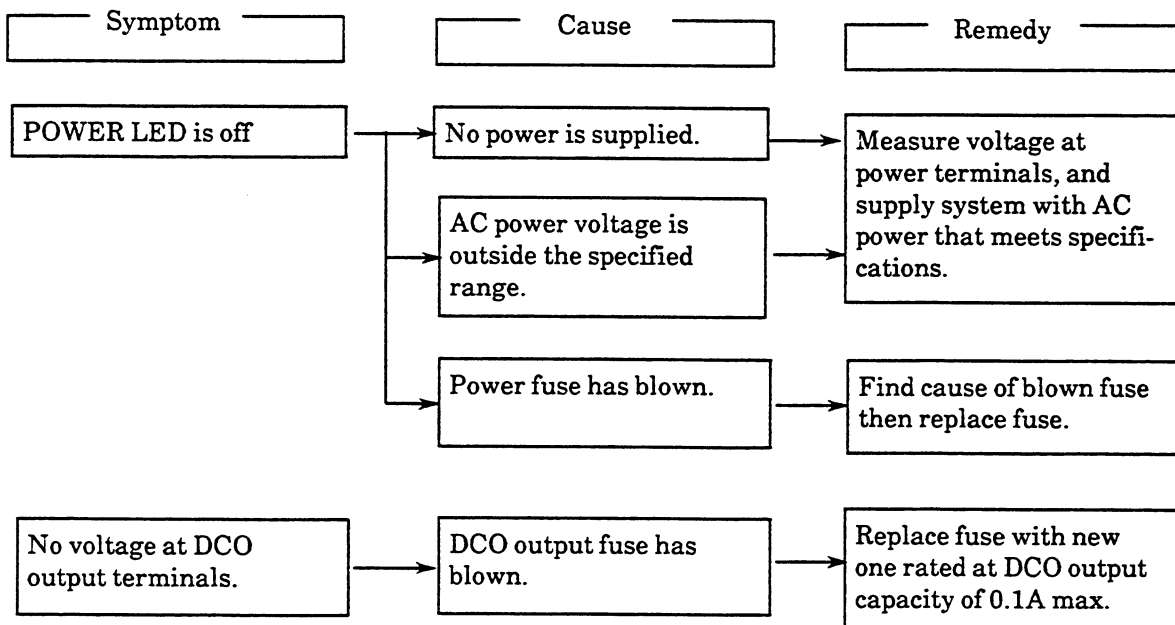 Symptom
Cause
Remedy
POWER LED is off
No power is supplied.
Measure voltage at
power terminals, and
supply system with AC
power that meets specifi-
cations.
AC power voltage is
outside the specified
range.
Power fuse has blown.
Find cause of blown fuse
then replace fuse.
No voltage at DCO
output terminals.
DCO output fuse has
blown.
Replace fuse with new
one rated at DCO output
capacity of 0.1A max.